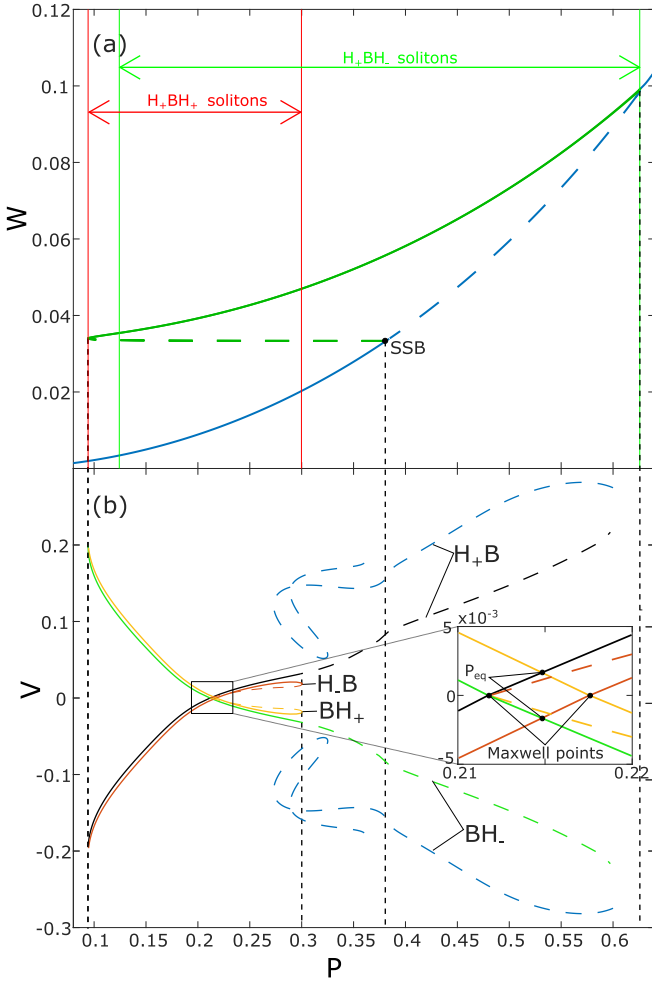 0.12
(a)
H+BH- solitons
0.1
H+BH+ solitons
0.08
W
0.06
0.04
SSB
0.02
(b)
0.2
H+B
0.1
x10-3
5
Peq
V
0
H-B
0
BH+
Maxwell points
-5
0.21
0.22
-0.1
BH-
-0.2
-0.3
0.1 0.15 0.2 0.25 0.3 0.35 0.4 0.45 0.5 0.55 0.6
P